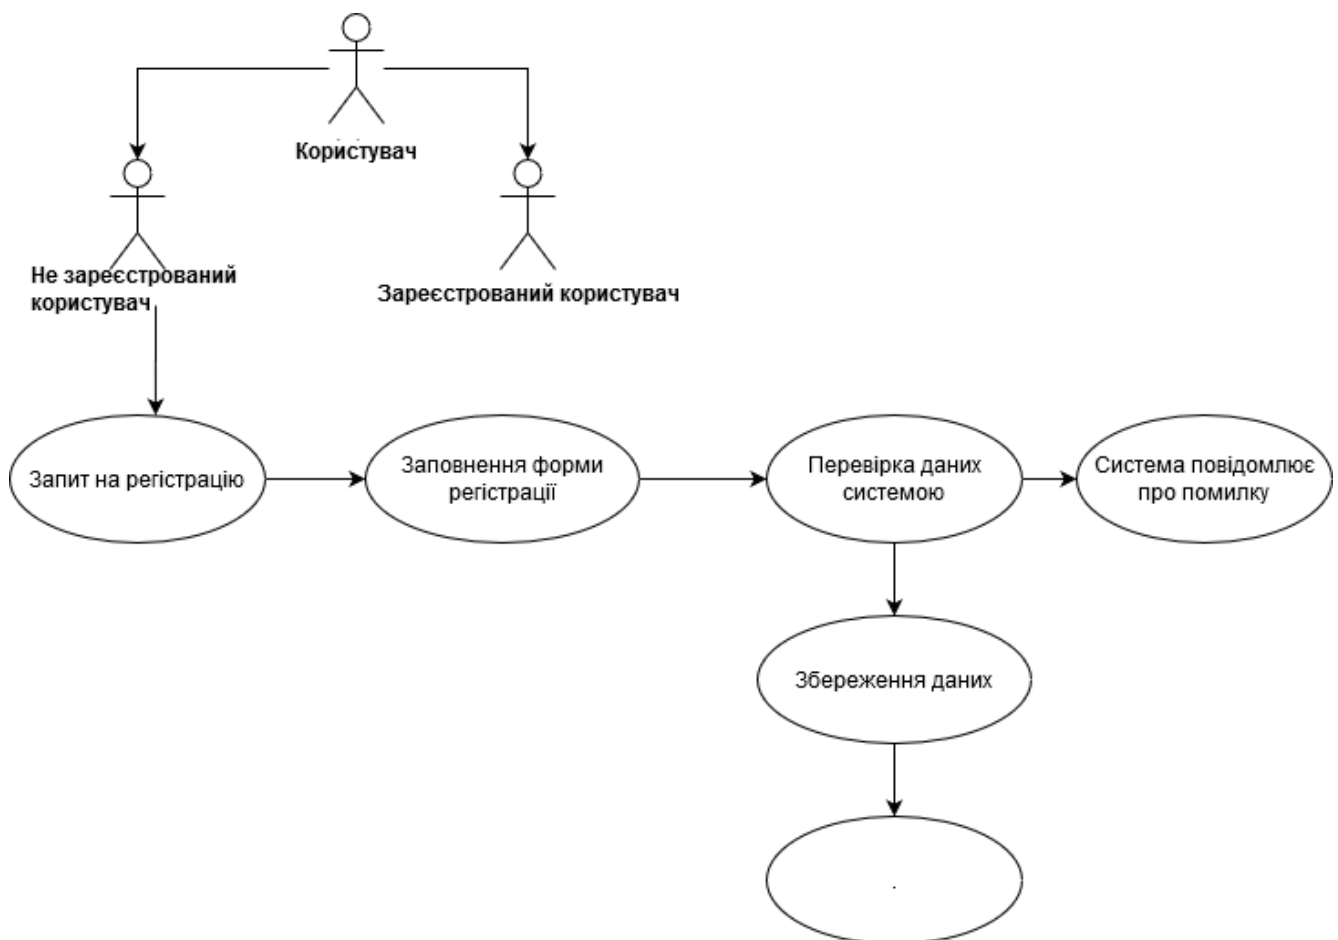 Користувач
Не зареєстрований
користувач
Зареєстрований користувач
Запит на регістрацію
Заповнення форми
регістрації
Перевірка даних
системою
Система повідомлює
про помилку
Збереження даних
.